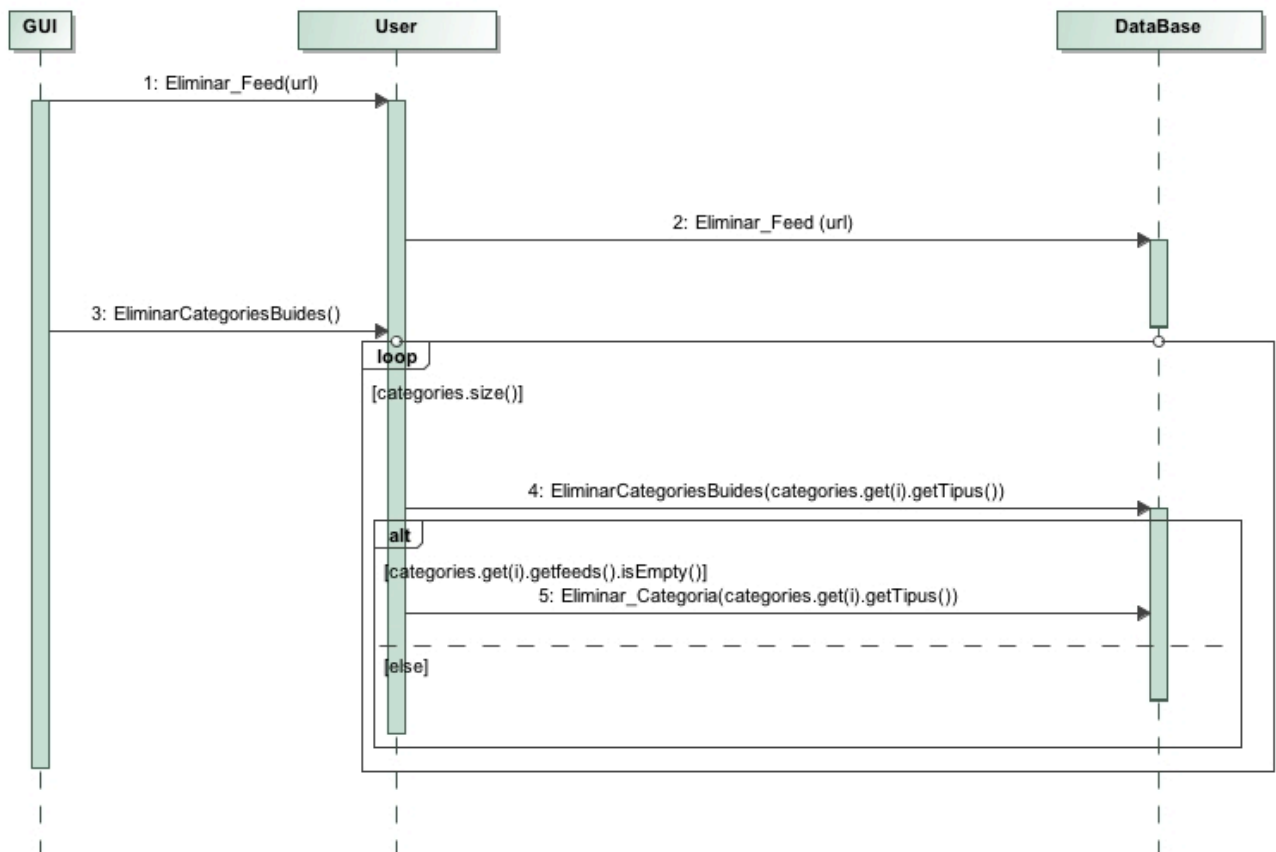 GUI
User
DataBase
1: Eliminar_Feed(url)
2: Eliminar_Feed (url)
3: EliminarCategoriesBuides()
loop
[categories.size()]
4: EliminarCategoriesBuides(categories.get(i).getTipus())
alt
[categories.get(i).getfeeds().isEmpty()]
5: Eliminar_Categoria(categories.get(i).getTipus())
[else]